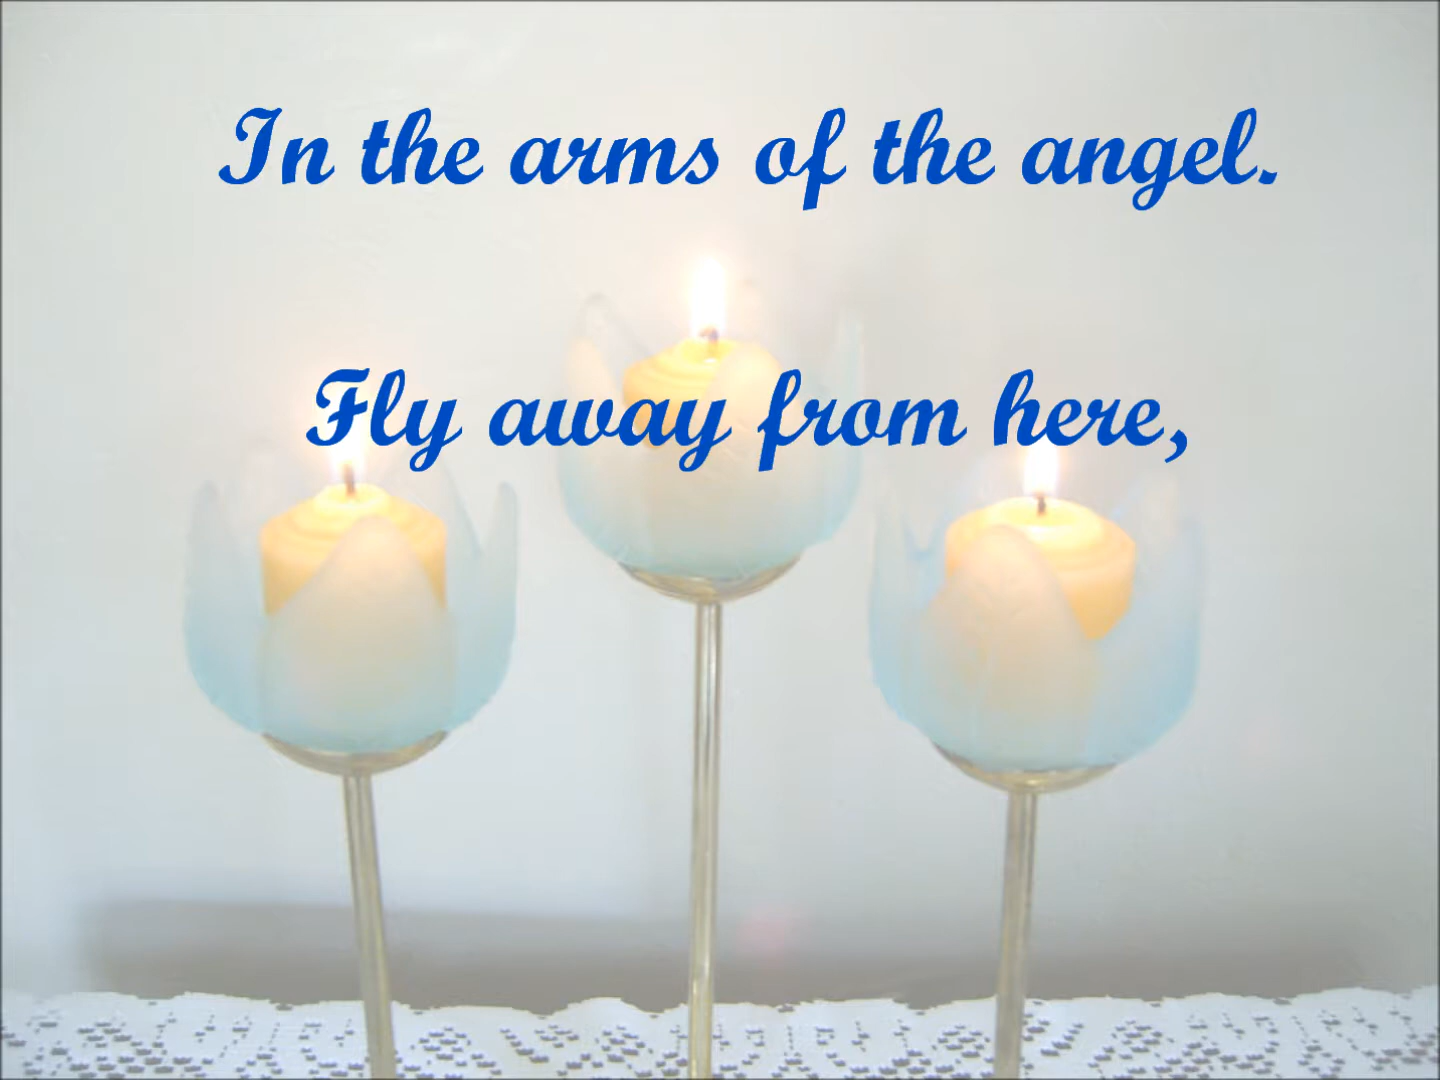 In the arms of the angel.
Fly away from here,